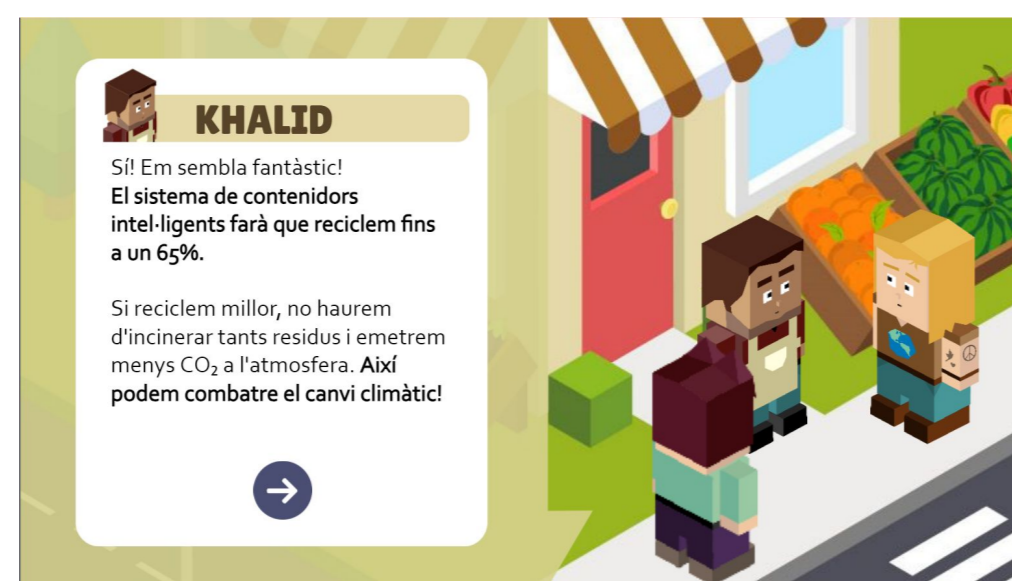 KHALID
Sí! Em sembla fantàstic!
El sistema de contenidors
intel·ligents farà que reciclem fins
a un 65%.
Si reciclem millor, no haurem
d'incinerar tants residus i emetrem
menys CO₂ a l'atmosfera. Així
podem combatre el canvi climàtic!